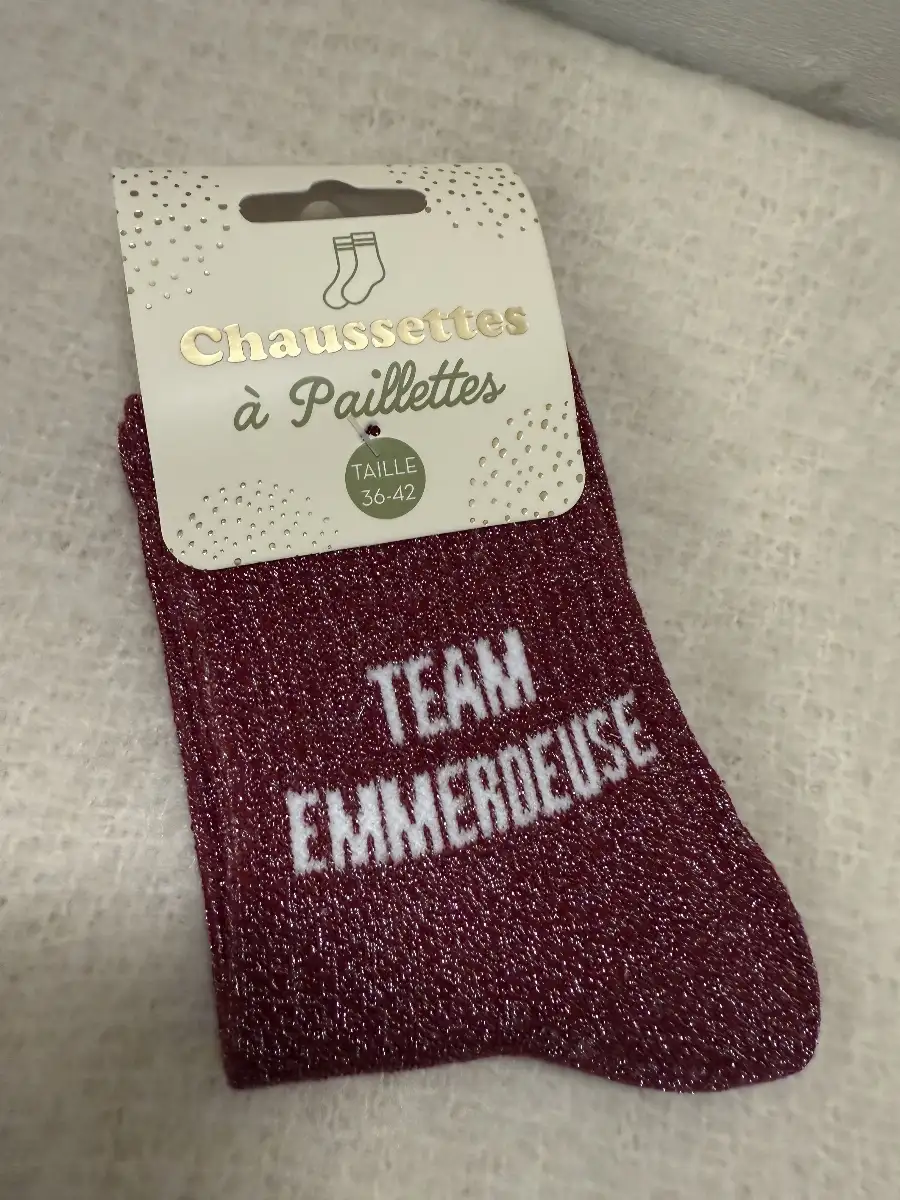 Chaussettes
à Paillettes
TAILLE
36-42
TEAM
EMMERDEUSE